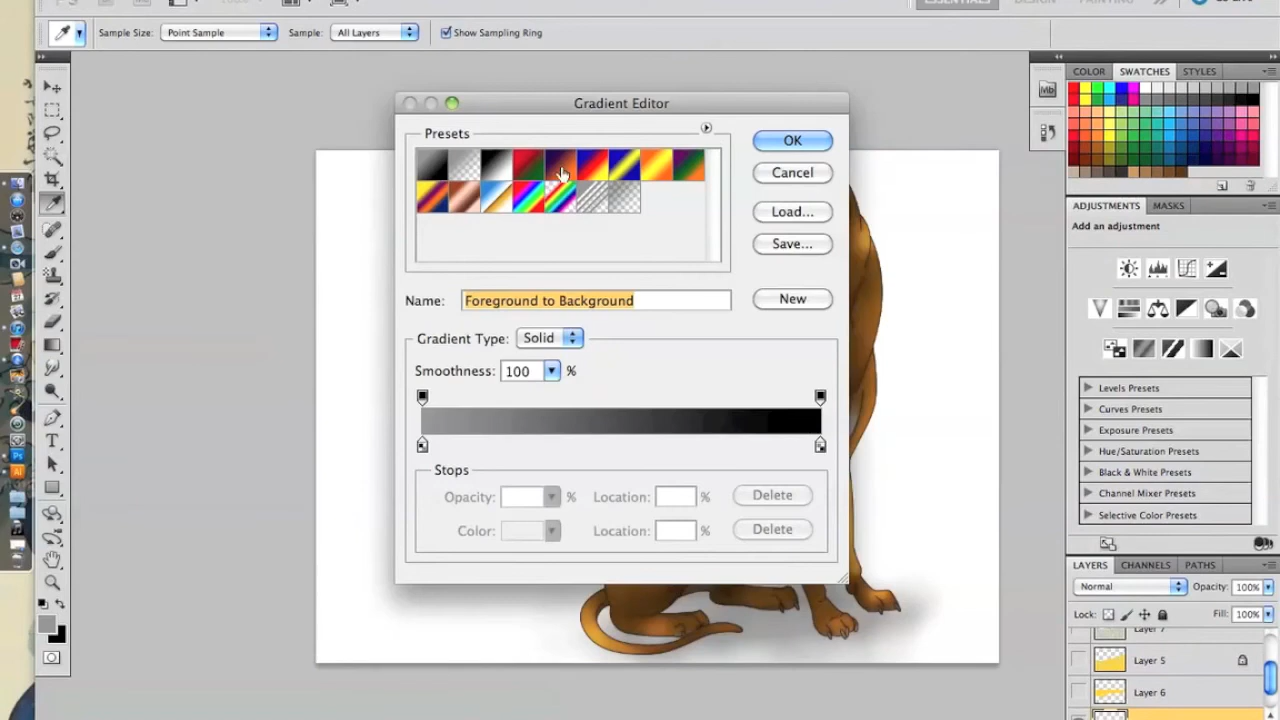 ESSENTIALS DESIGN PAINTING
Sample Size: Point Sample Sample: All Layers Show Sampling Ring
COLOR SWATCHES STYLES
Gradient Editor
Presets
OK
Cancel
Load...
Save...
Name: Foreground to Background New
Gradient Type: Solid
Smoothness: 100 %
Stops
Opacity: % Location: % Delete
Color: Location: % Delete
Mb
ADJUSTMENTS MASKS
Add an adjustment
Levels Presets
Curves Presets
Exposure Presets
Hue/Saturation Presets
Black & White Presets
Channel Mixer Presets
Selective Color Presets
LAYERS CHANNELS PATHS
Normal Opacity: 100%
Lock: Fill: 100%
Layer 7
Layer 5
Layer 6
T
Ps
Ai